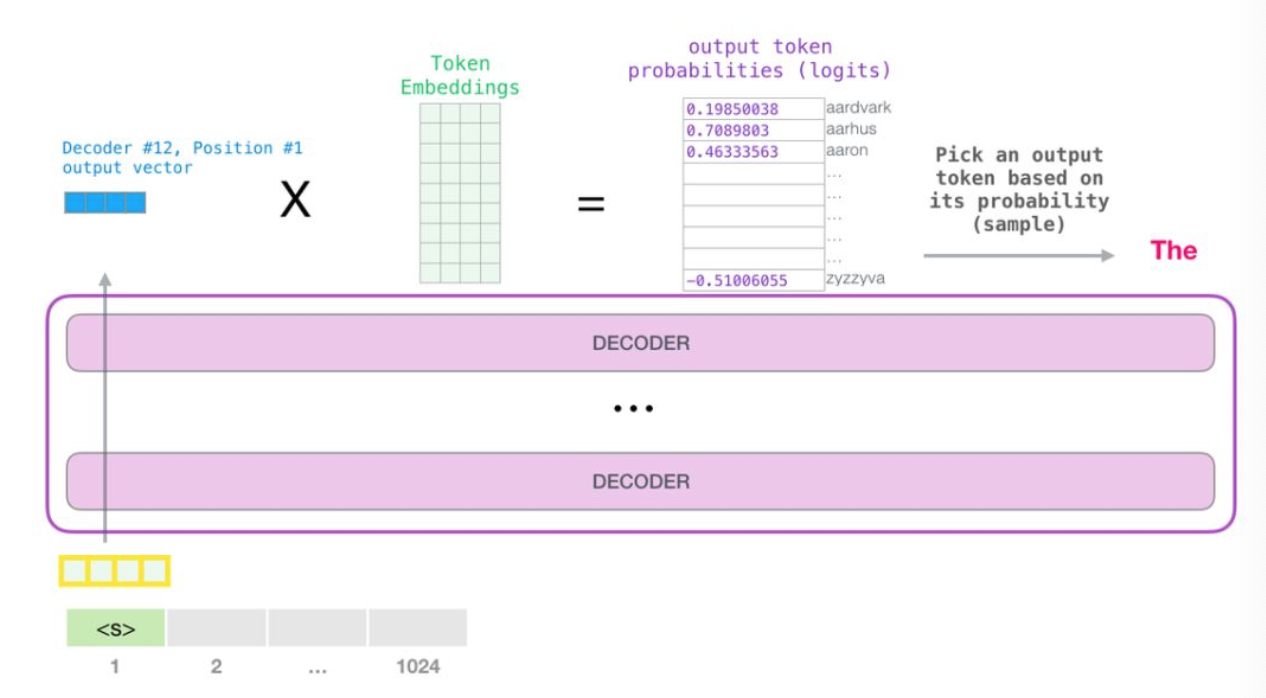 output token
probabilities (logits)
Token
Embeddings
0.19850038 aardvark
0.7089803 aarhus
0.46333563 aaron
...
...
...
...
...
-0.51006055 zyzzyva
Decoder #12, Position #1
output vector
X
=
Pick an output
token based on
its probability
(sample)
The
DECODER
...
DECODER
<s>
1 2 ... 1024